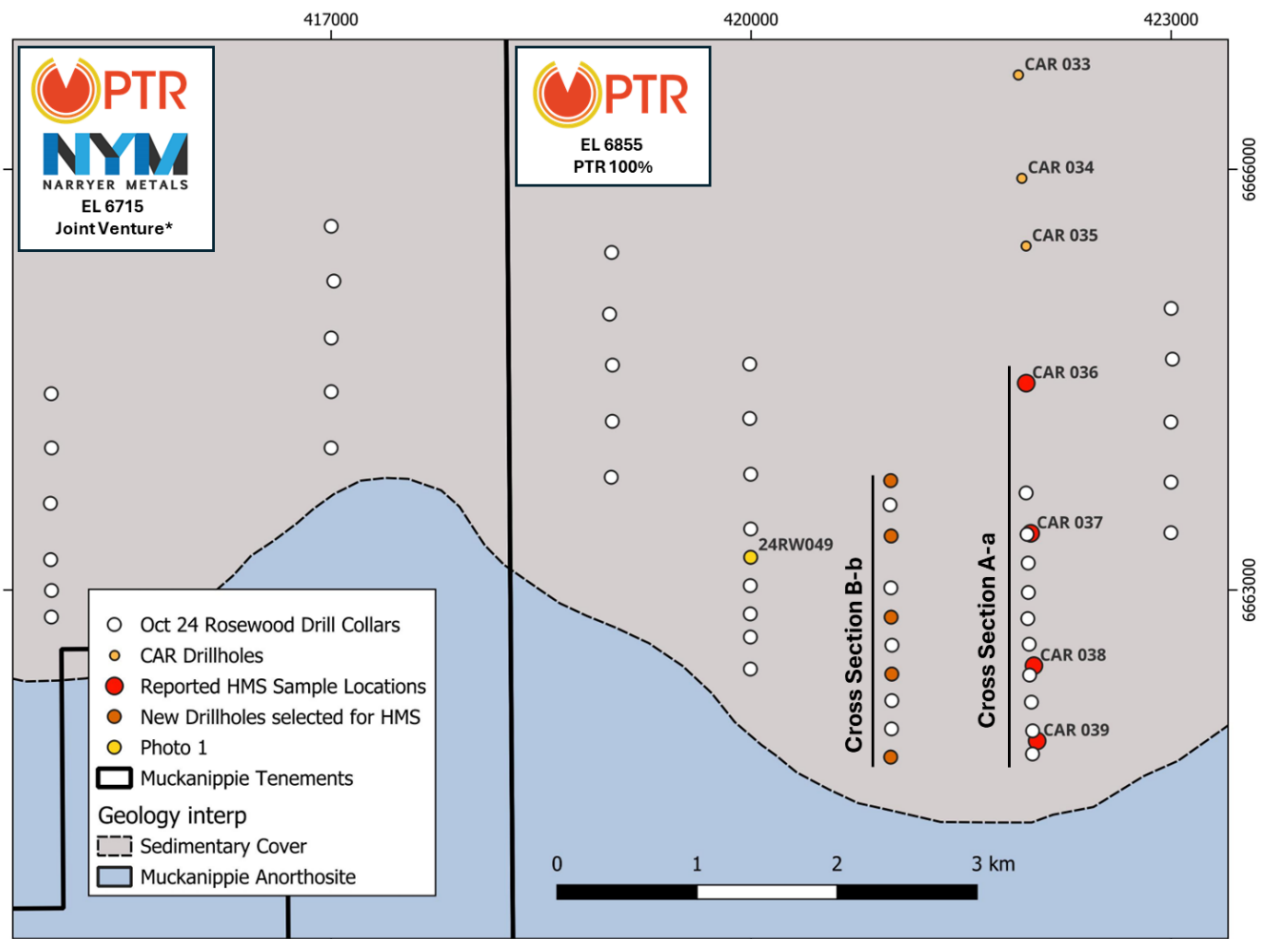 417000
420000
423000
PTR
NYM
NARRYER METALS
EL 6715
Joint Venture*
PTR
EL 6855
PTR 100%
CAR 033
CAR 034
CAR 035
CAR 036
CAR 037
CAR 038
CAR 039
24RW049
6666000
6663000
Cross Section B-b
Cross Section A-a
Oct 24 Rosewood Drill Collars
CAR Drillholes
Reported HMS Sample Locations
New Drillholes selected for HMS
Photo 1
Muckanippie Tenements
Geology interp
Sedimentary Cover
Muckanippie Anorthosite
0 1 2 3 km